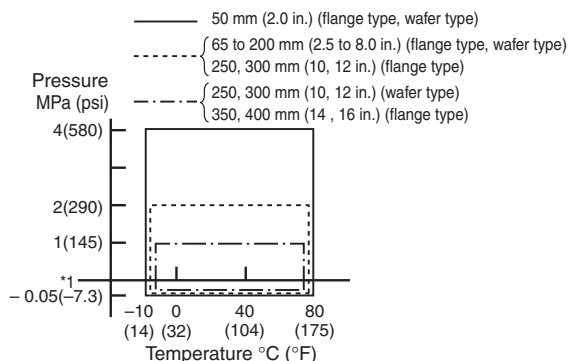 50 mm (2.0 in.) (flange type, wafer type)
65 to 200 mm (2.5 to 8.0 in.) (flange type, wafer type)
250, 300 mm (10, 12 in.) (flange type)
250, 300 mm (10, 12 in.) (wafer type)
350, 400 mm (14 , 16 in.) (flange type)
Pressure
MPa (psi)
4(580)
2(290)
1(145)
*1
– 0.05(–7.3)
–10 0 40 80
(14) (32) (104) (175)
Temperature °C (°F)